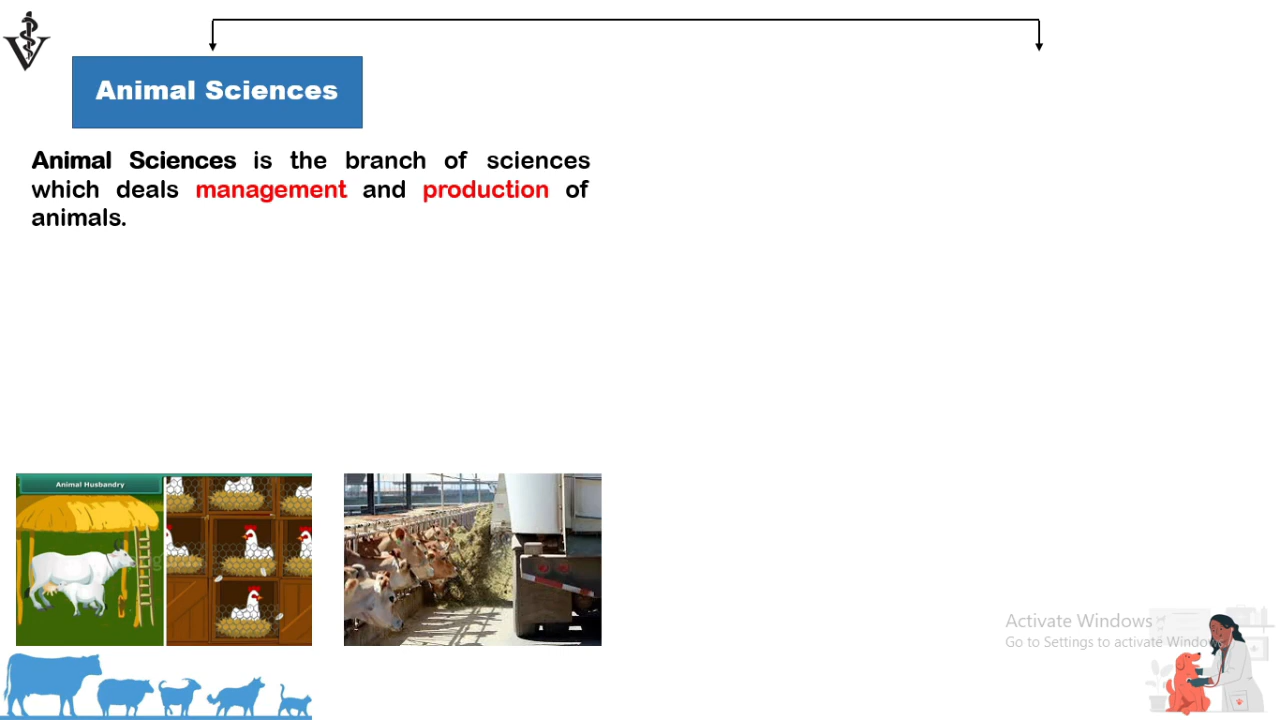 Animal Sciences
Animal Sciences is the branch of sciences
which deals management and production of
animals.
Animal Husbandry
Activate Windows
Go to Settings to activate Windows